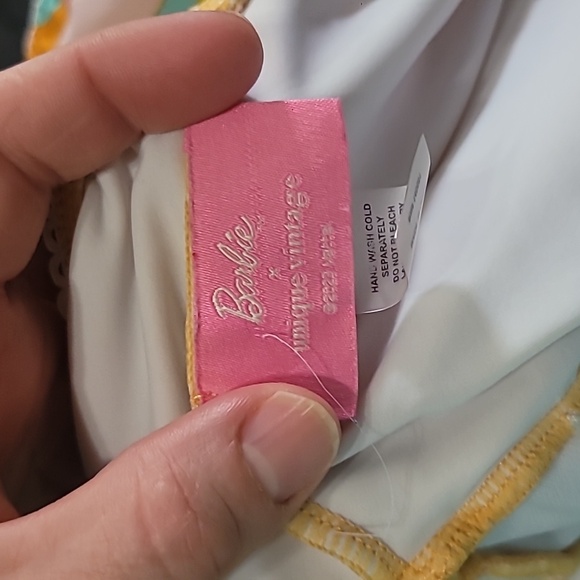 Barbie
×
unique vintage
©2023 Mattel
HAND WASH COLD
SEPARATELY
DO NOT BLEACH